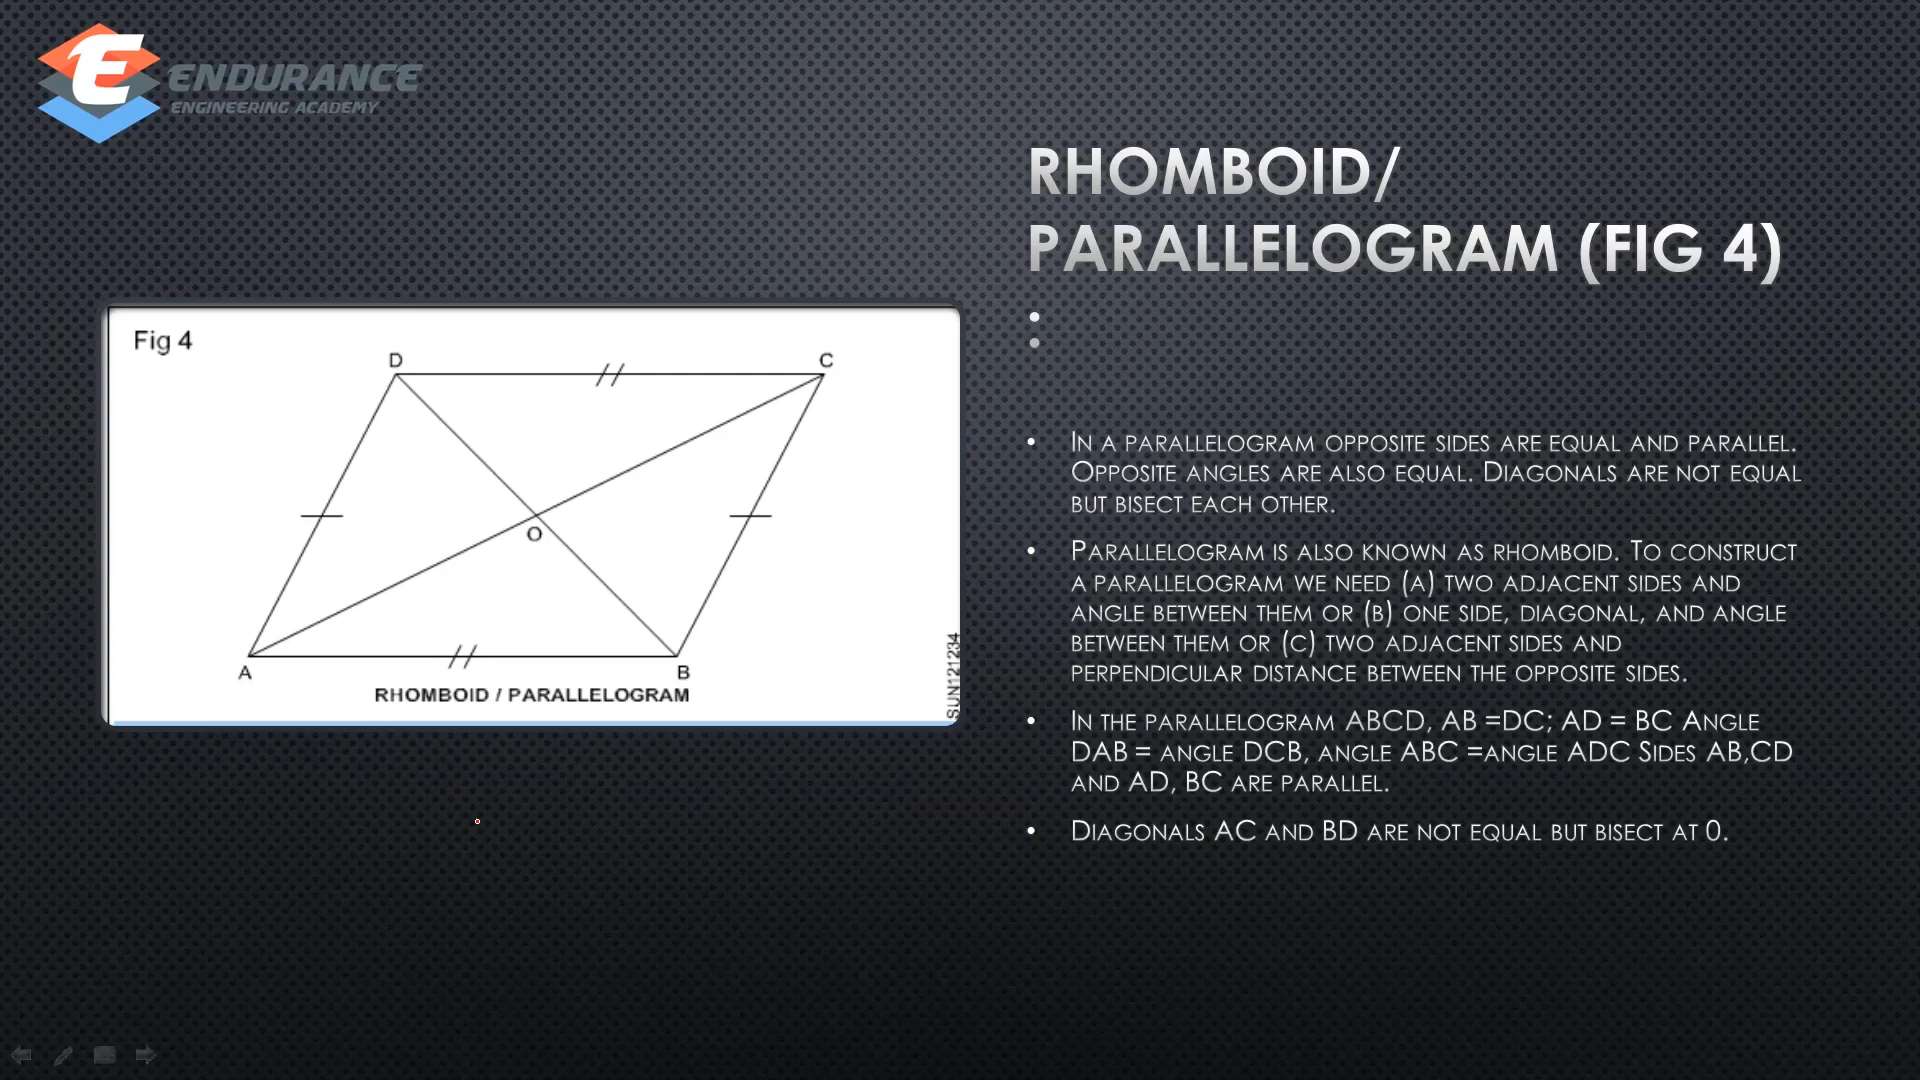 ENDURANCE
ENGINEERING ACADEMY
RHOMBOID/
PARALLELOGRAM (FIG 4)
Fig 4
D
C
O
A
B
RHOMBOID / PARALLELOGRAM
SUN121234
• In a parallelogram opposite sides are equal and parallel.
Opposite angles are also equal. Diagonals are not equal
but bisect each other.
• Parallelogram is also known as rhomboid. To construct
a parallelogram we need (a) two adjacent sides and
angle between them or (b) one side, diagonal, and angle
between them or (c) two adjacent sides and
perpendicular distance between the opposite sides.
• In the parallelogram ABCD, AB =DC; AD = BC Angle
DAB = angle DCB, angle ABC =angle ADC Sides AB,CD
and AD, BC are parallel.
• Diagonals AC and BD are not equal but bisect at 0.